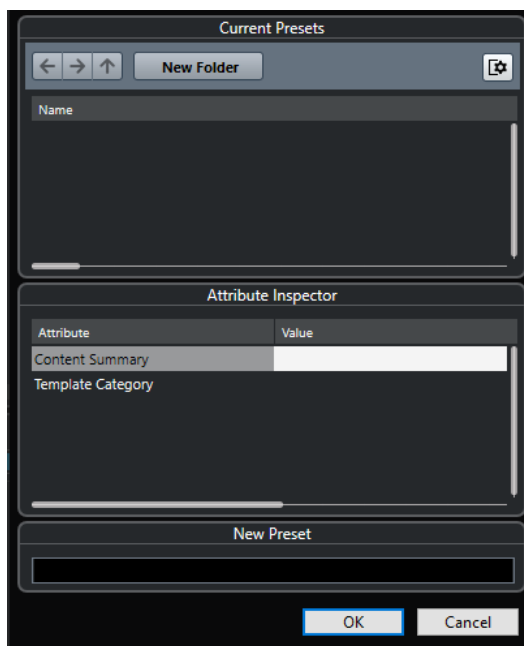 Current Presets
New Folder
Name
Attribute Inspector
Attribute Value
Content Summary
Template Category
New Preset
OK Cancel